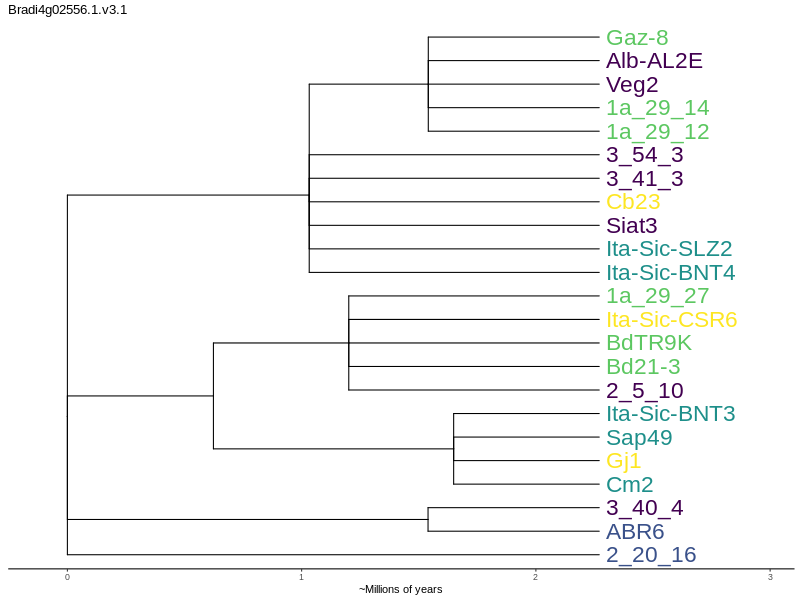 Bradi4g02556.1.v3.1
Gaz-8
Alb-AL2E
Veg2
1a_29_14
1a_29_12
3_54_3
3_41_3
Cb23
Siat3
Ita-Sic-SLZ2
Ita-Sic-BNT4
1a_29_27
Ita-Sic-CSR6
BdTR9K
Bd21-3
2_5_10
Ita-Sic-BNT3
Sap49
Gj1
Cm2
3_40_4
ABR6
2_20_16
0 1 2 3
~Millions of years